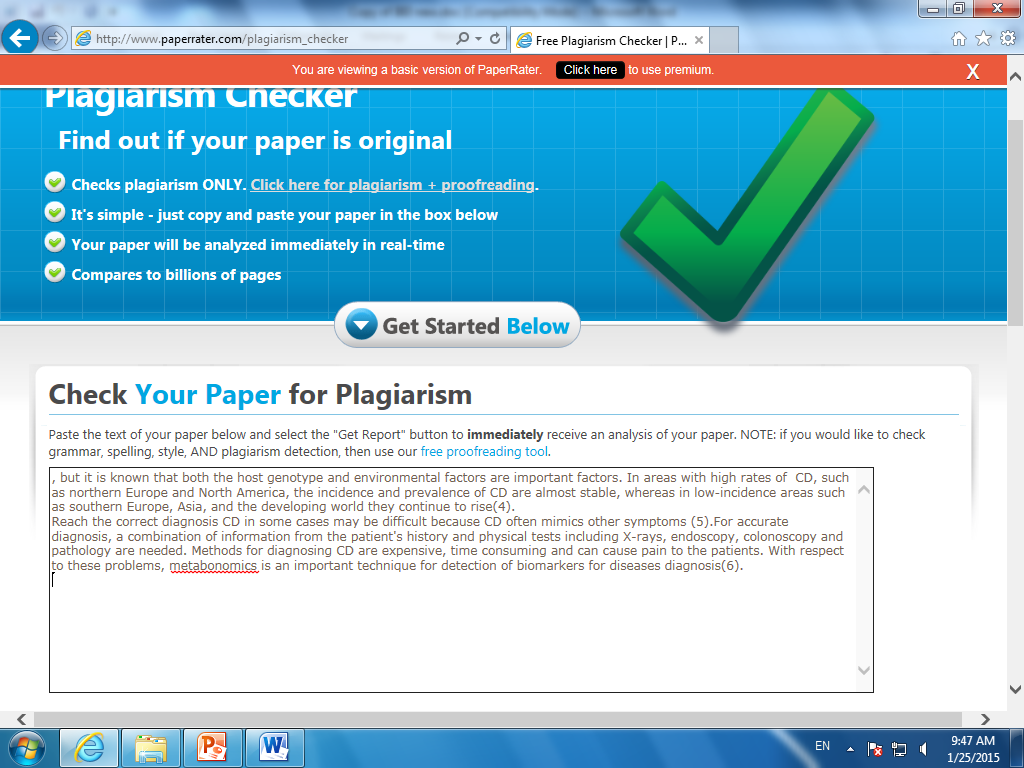 http://www.paperrater.com/plagiarism_checker
Free Plagiarism Checker | P...
You are viewing a basic version of PaperRater. Click here to use premium. X
Plagiarism Checker
Find out if your paper is original
Checks plagiarism ONLY. Click here for plagiarism + proofreading.
It's simple - just copy and paste your paper in the box below
Your paper will be analyzed immediately in real-time
Compares to billions of pages
Get Started Below
Check Your Paper for Plagiarism
Paste the text of your paper below and select the "Get Report" button to immediately receive an analysis of your paper. NOTE: if you would like to check
grammar, spelling, style, AND plagiarism detection, then use our free proofreading tool.
, but it is known that both the host genotype and environmental factors are important factors. In areas with high rates of  CD, such
as northern Europe and North America, the incidence and prevalence of CD are almost stable, whereas in low-incidence areas such
as southern Europe, Asia, and the developing world they continue to rise(4).
Reach the correct diagnosis CD in some cases may be difficult because CD often mimics other symptoms (5).For accurate
diagnosis, a combination of information from the patient's history and physical tests including X-rays, endoscopy, colonoscopy and
pathology are needed. Methods for diagnosing CD are expensive, time consuming and can cause pain to the patients. With respect
to these problems, metabonomics is an important technique for detection of biomarkers for diseases diagnosis(6).
EN
9:47 AM
1/25/2015